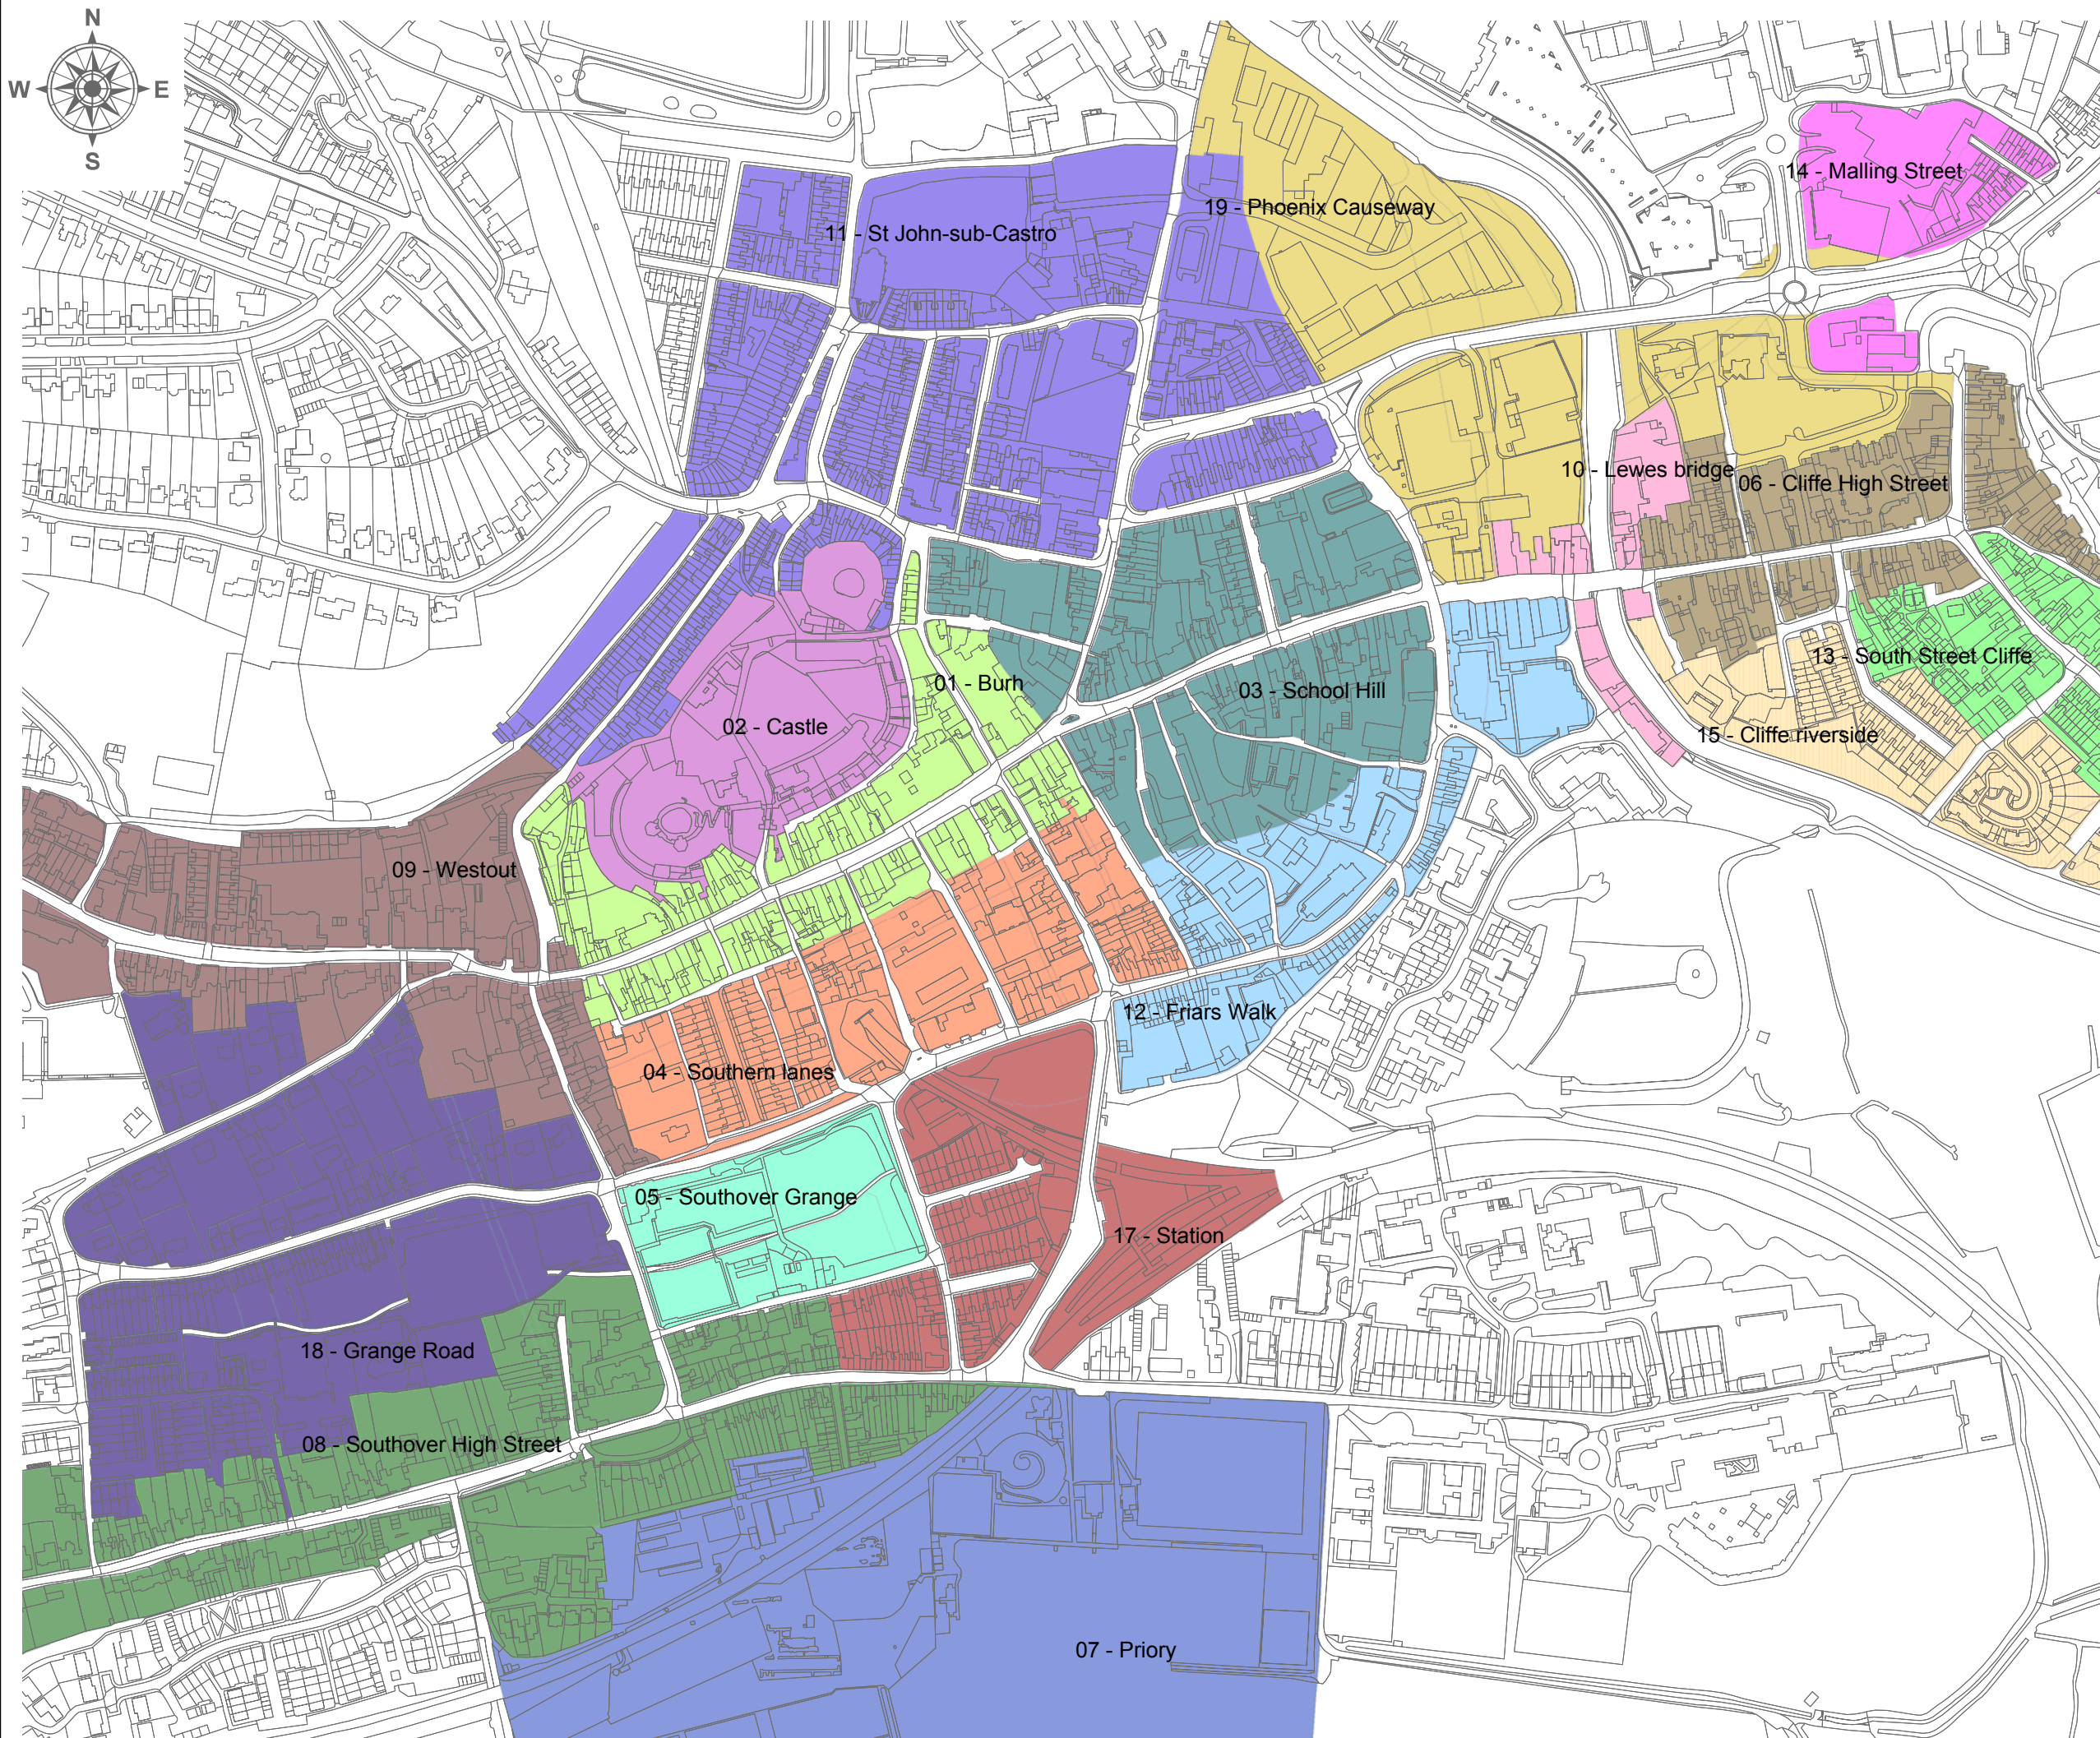 N
W E
S
14 - Malling Street
19 - Phoenix Causeway
11 - St John-sub-Castro
10 - Lewes bridge
06 - Cliffe High Street
13 - South Street Cliffe
01 - Burh
03 - School Hill
02 - Castle
15 - Cliffe riverside
09 - Westout
12 - Friars Walk
04 - Southern lanes
05 - Southover Grange
17 - Station
18 - Grange Road
08 - Southover High Street
07 - Priory